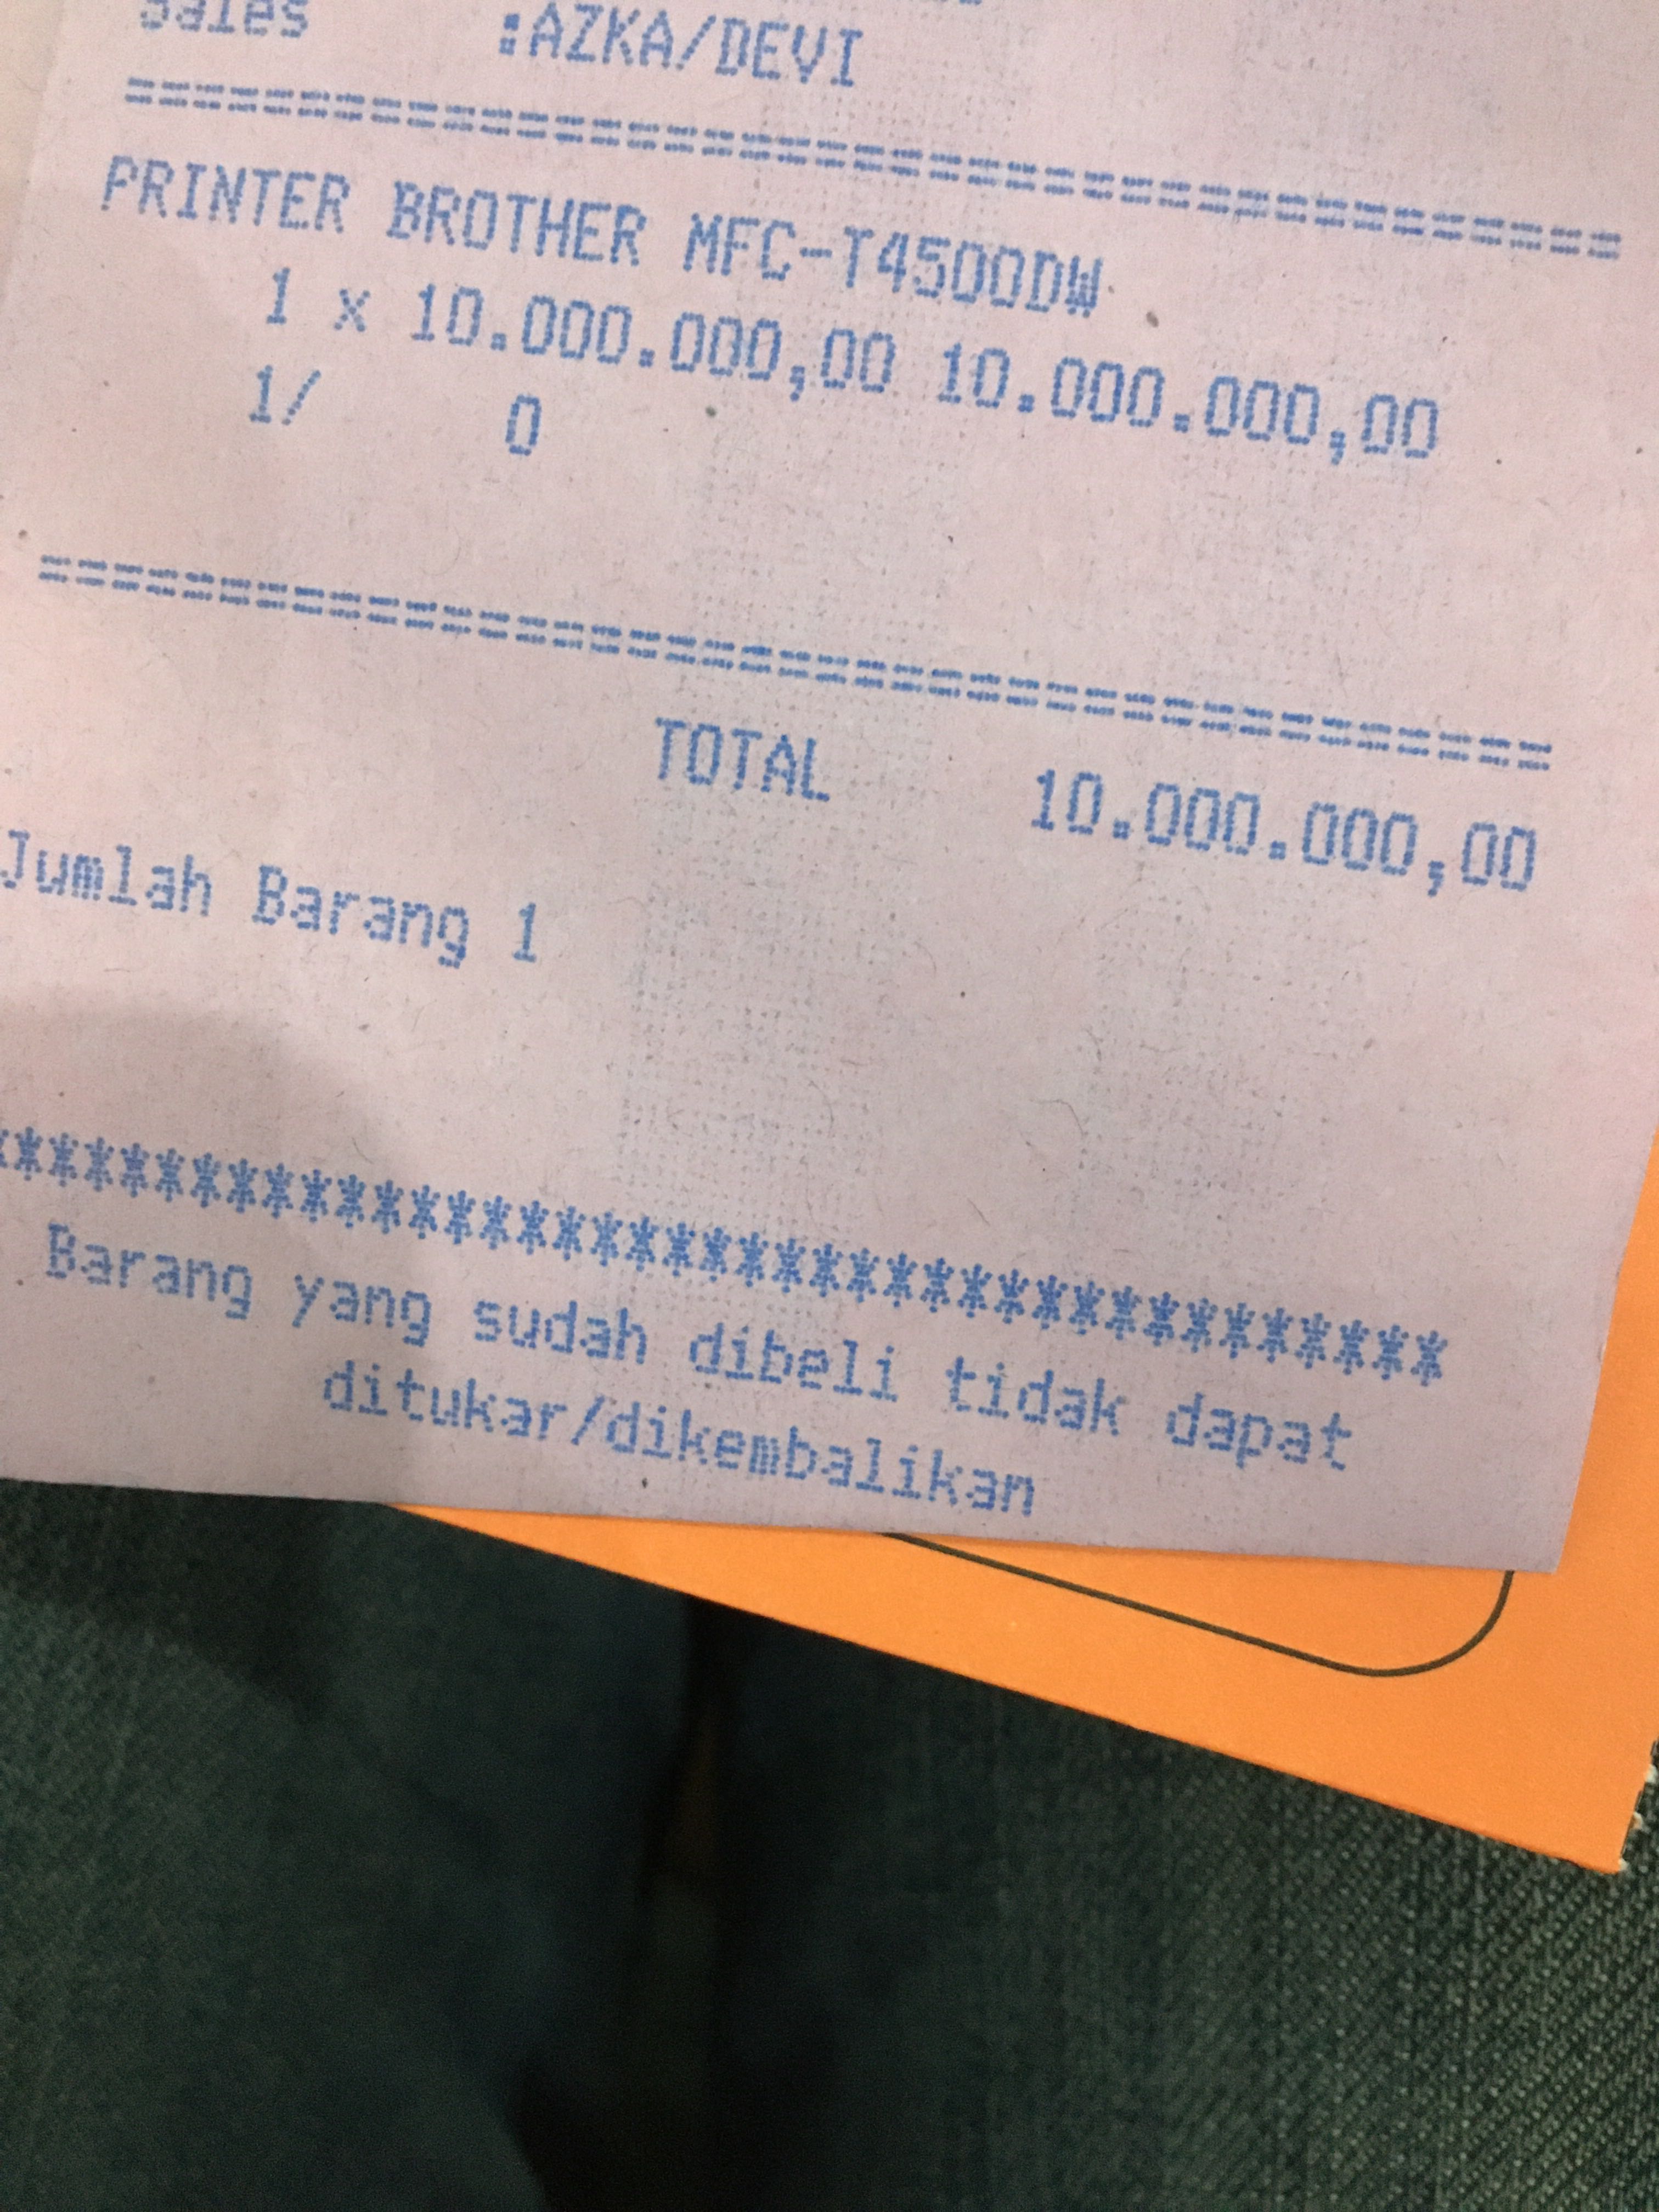 Sales :AZKA/DEVI
================================================
PRINTER BROTHER MFC-T4500DW
1 x 10.000.000,00 10.000.000,00
1/ 0
================================================
TOTAL 10.000.000,00
Jumlah Barang 1
****************************************
Barang yang sudah dibeli tidak dapat
ditukar/dikembalikan